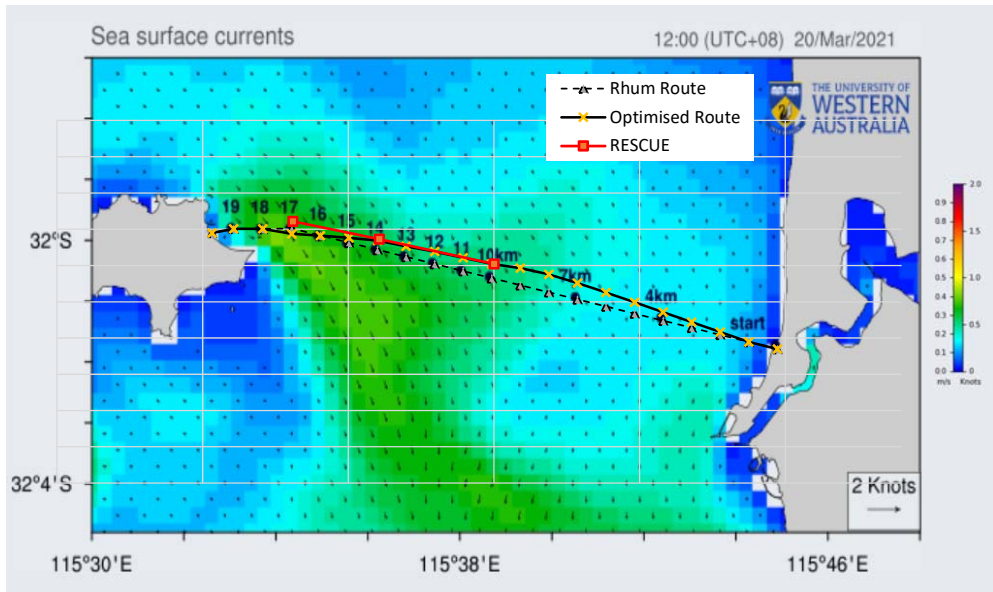 Sea surface currents
12:00 (UTC+08) 20/Mar/2021
Rhum Route
Optimised Route
RESCUE
THE UNIVERSITY OF
WESTERN
AUSTRALIA
19 18 17 16 15 14 13 12 11 10km 7km 4km start
32°S
32°4'S
2.0
1.0
0.9
0.8
0.7
0.6
0.5
0.4
0.3
0.2
0.1
0.0 0
m/s Knots
2 Knots
115°30'E 115°38'E 115°46'E